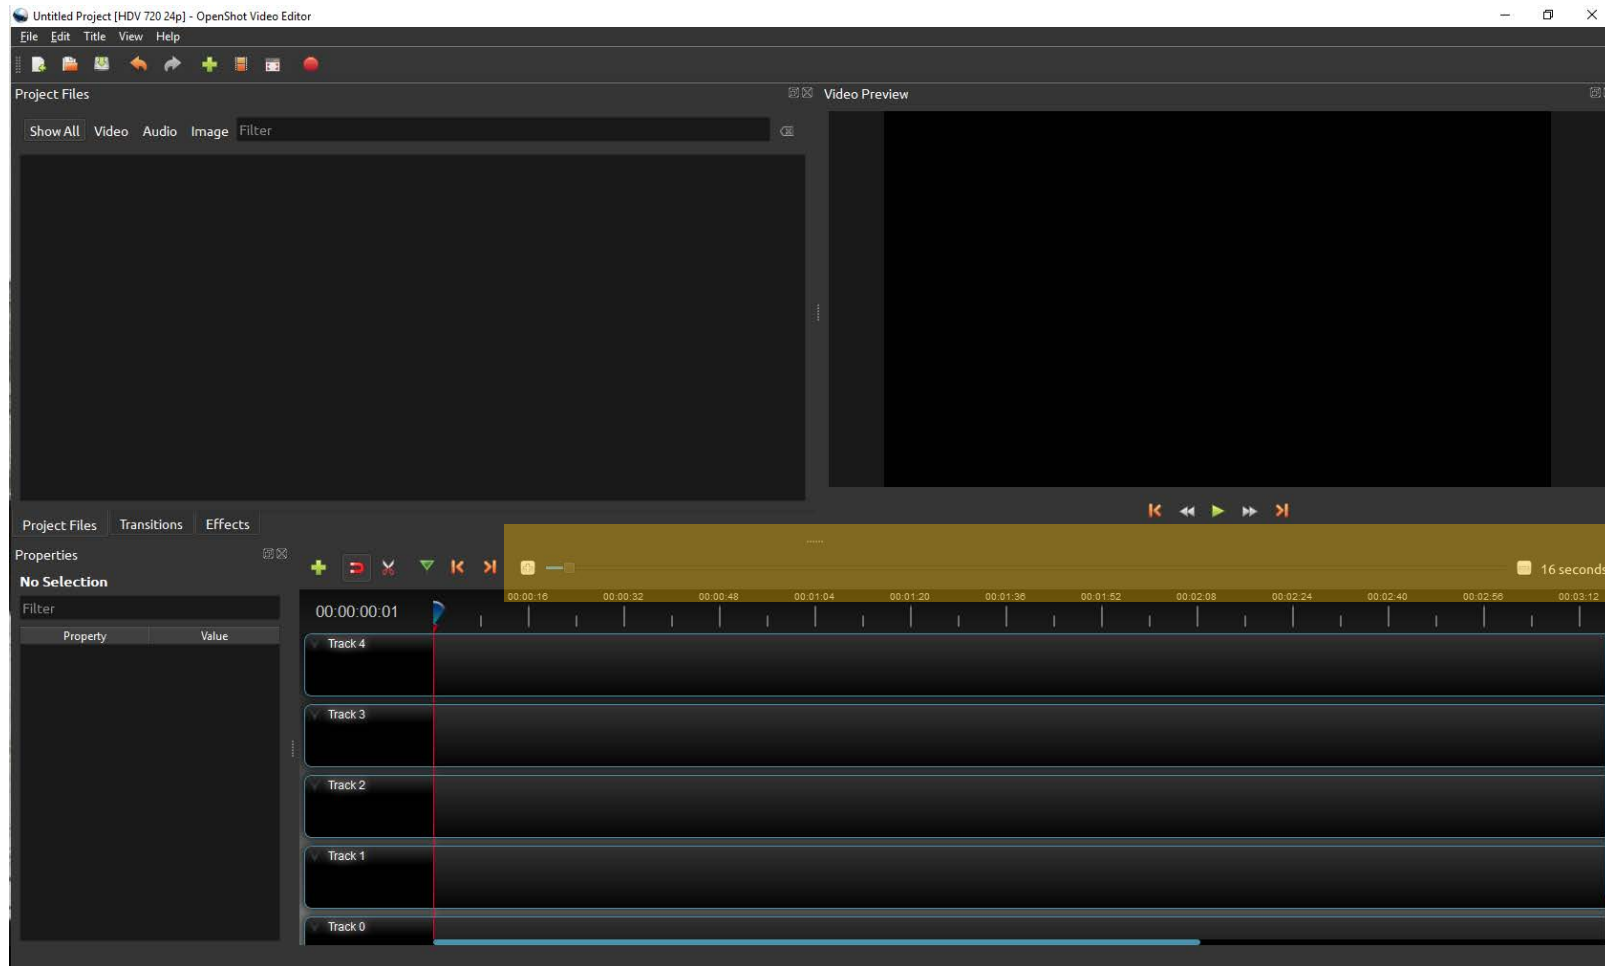 Untitled Project [HDV 720 24p] - OpenShot Video Editor
File Edit Title View Help
Project Files
Video Preview
Show All Video Audio Image Filter
Project Files Transitions Effects
Properties
No Selection
16 seconds
Filter
00:00:00:01
00:00:16 00:00:32 00:00:48 00:01:04 00:01:20 00:01:36 00:01:52 00:02:08 00:02:24 00:02:40 00:02:56 00:03:12
Property Value
Track 4
Track 3
Track 2
Track 1
Track 0